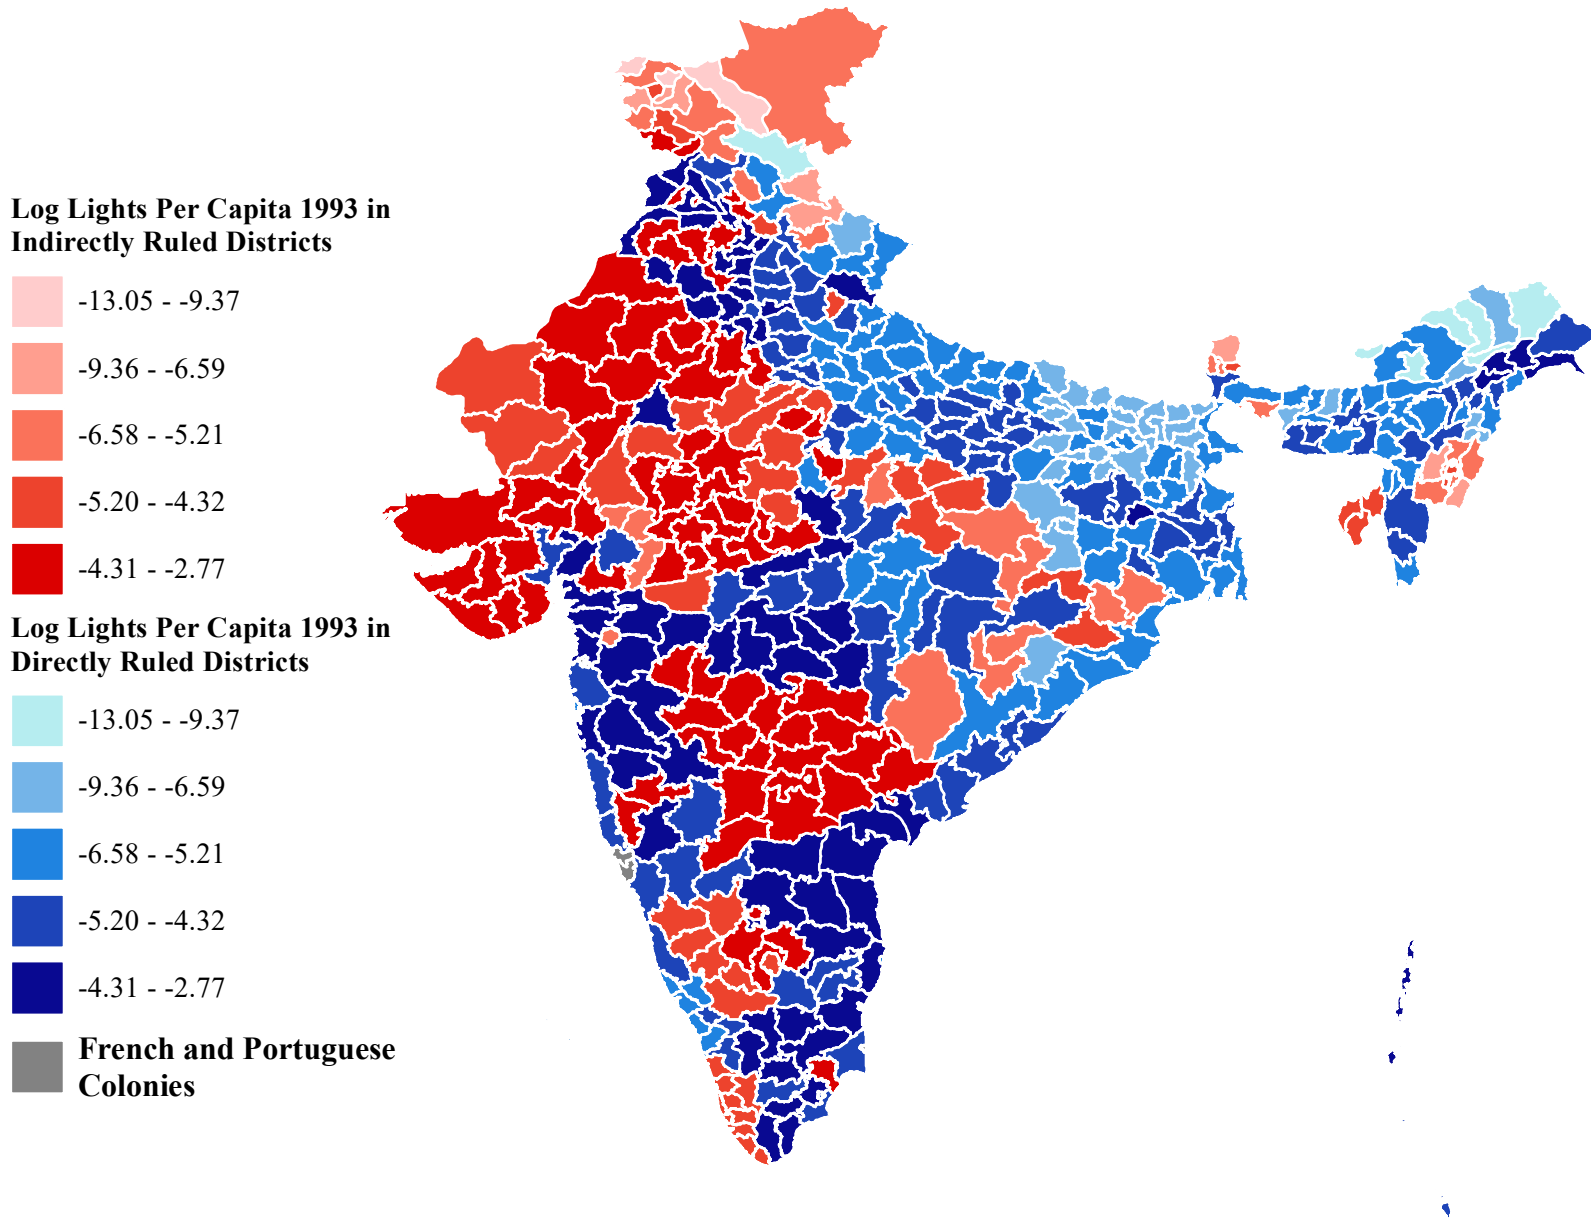 Log Lights Per Capita 1993 in
Indirectly Ruled Districts
-13.05 - -9.37
-9.36 - -6.59
-6.58 - -5.21
-5.20 - -4.32
-4.31 - -2.77
Log Lights Per Capita 1993 in
Directly Ruled Districts
-13.05 - -9.37
-9.36 - -6.59
-6.58 - -5.21
-5.20 - -4.32
-4.31 - -2.77
French and Portuguese
Colonies